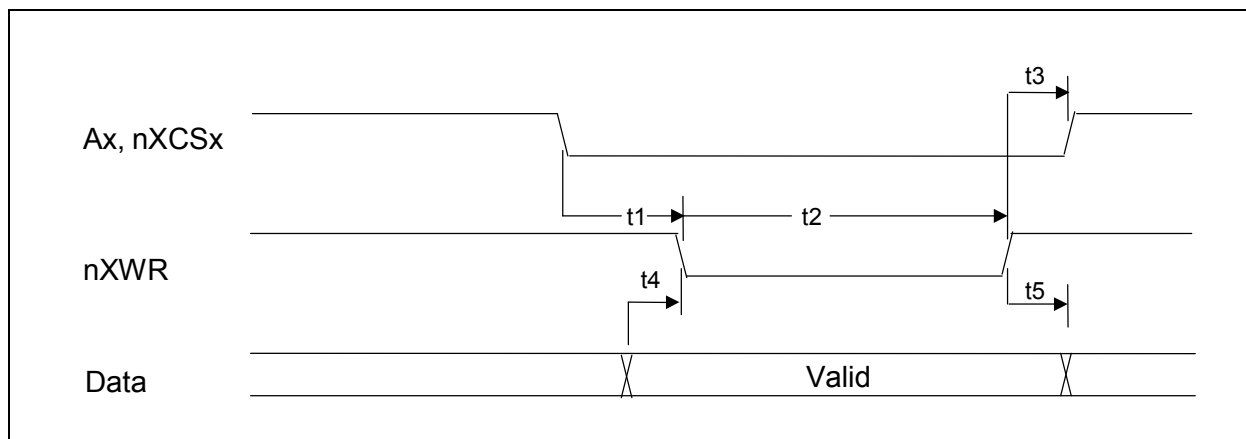 t3
Ax, nXCSx
t1
t2
nXWR
t4
t5
Data
Valid